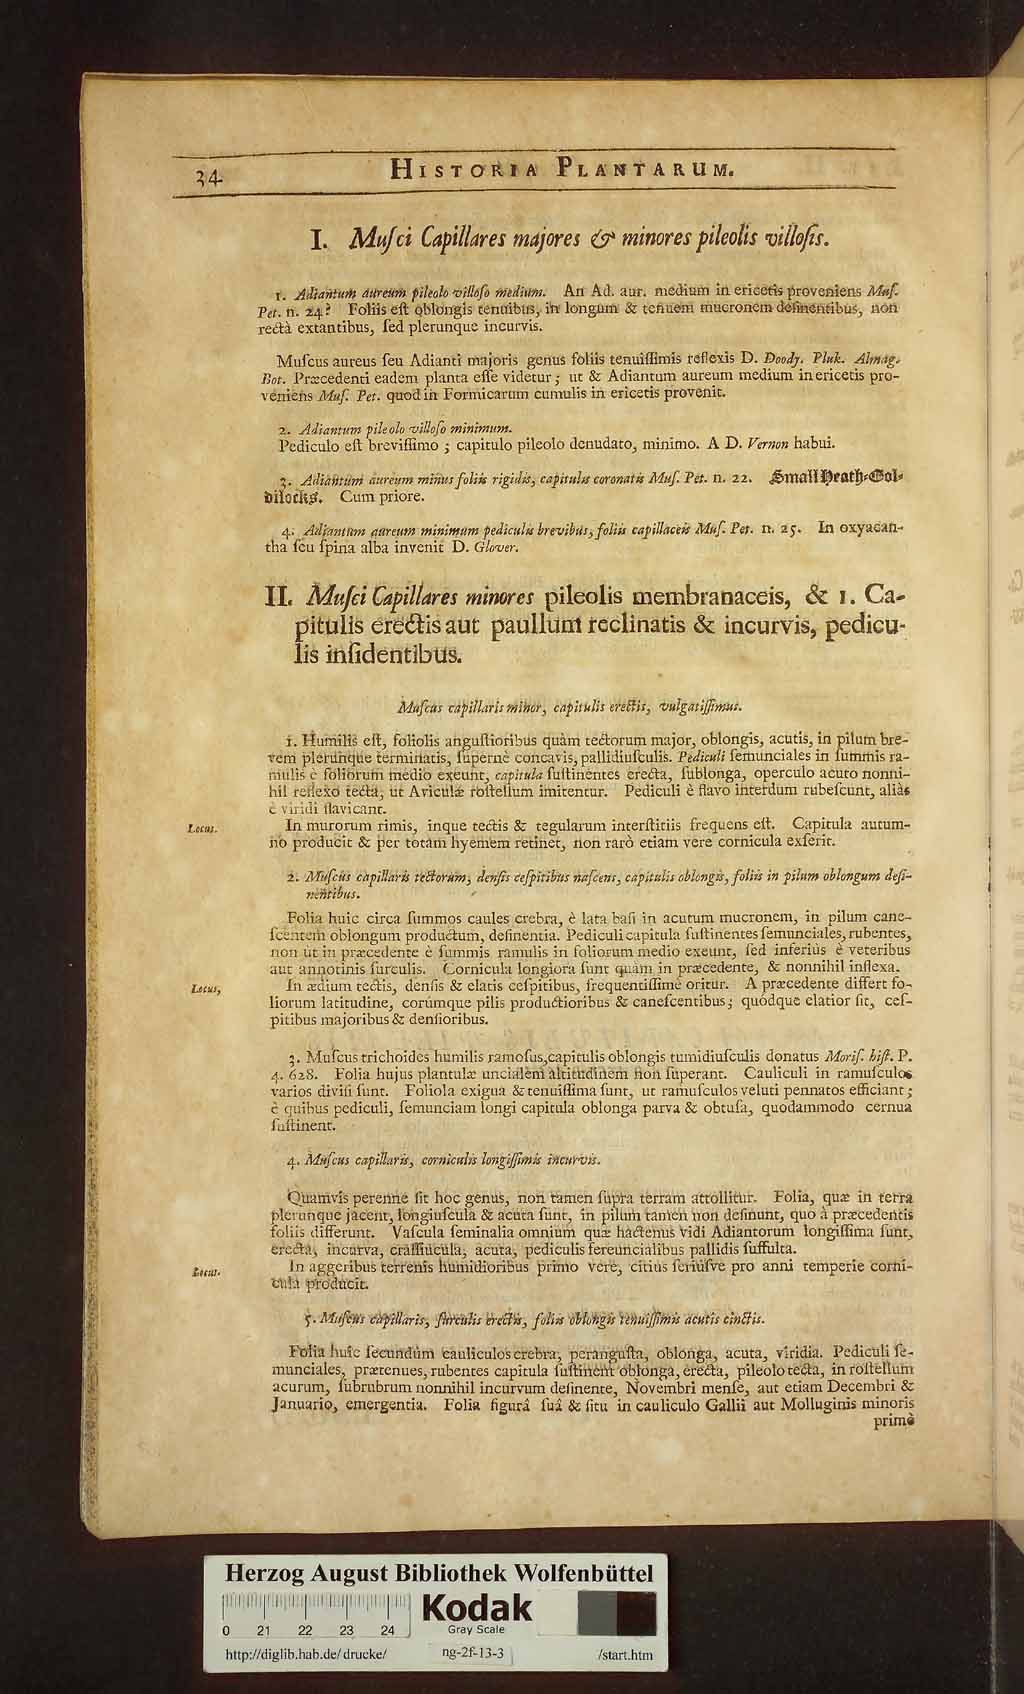 34
HISTORIA PLANTARUM.
I. Muſci Capillares majores & minores pileolis villoſis.
1. Adiantum aureum pileolo villoſo medium. An Ad. aur. medium in ericetis proveniens Muſ.
Pet. n. 24? Foliis eſt oblongis tenuibus, in longum & tenuem mucronem deſinentibus, non
rectà extantibus, ſed plerunque incurvis.
Muſcus aureus ſeu Adianti majoris genus foliis tenuiſſimis reflexis D. Doody. Pluk. Almag.
Bot. Præcedenti eadem planta eſſe videtur; ut & Adiantum aureum medium in ericetis pro-
veniens Muſ. Pet. quod in Formicarum cumulis in ericetis provenit.
2. Adiantum pileolo villoſo minimum.
Pediculo eſt breviſſimo ; capitulo pileolo denudato, minimo. A D. Vernon habui.
3. Adiantum aureum minus foliis rigidis, capitulis coronatis Muſ. Pet. n. 22. Small Heath-Gol-
dilocks. Cum priore.
4. Adiantum aureum minimum pediculis brevibus, foliis capillaceis Muſ. Pet. n. 25. In oxyacan-
tha ſeu ſpina alba invenit D. Glover.
II. Muſci Capillares minores pileolis membranaceis, & 1. Ca-
pitulis erectis aut paullum reclinatis & incurvis, pedicu-
lis inſidentibus.
Muſcus capillaris minor, capitulis erectis, vulgatiſſimus.
1. Humilis eſt, foliolis anguſtioribus quàm tectorum major, oblongis, acutis, in pilum bre-
vem plerunque terminatis, ſupernè concavis, pallidiuſculis. Pediculi ſemunciales in ſummis ra-
mulis è foliorum medio exeunt, capitula ſuſtinentes erecta, ſublonga, operculo acuto nonni-
hil reflexo tecta, ut Aviculæ roſtellum imitentur. Pediculi è flavo interdum rubeſcunt, aliàs
è viridi flavicant.
Locus.
In murorum rimis, inque tectis & tegularum interſtitiis frequens eſt. Capitula autum-
no producit & per totam hyemem retinet, non rarò etiam vere cornicula exſerit.
2. Muſcus capillaris tectorum, denſis ceſpitibus naſcens, capitulis oblongis, foliis in pilum oblongum deſi-
nentibus.
Folia huic circa ſummos caules crebra, è lata baſi in acutum mucronem, in pilum cane-
ſcentem oblongum productum, deſinentia. Pediculi capitula ſuſtinentes ſemunciales, rubentes,
non ut in præcedente è ſummis ramulis in foliorum medio exeunt, ſed inferiùs è veteribus
aut annotinis ſurculis. Cornicula longiora ſunt quàm in præcedente, & nonnihil inflexa.
Locus,
In ædium tectis, denſis & elatis ceſpitibus, frequentiſſimè oritur. A præcedente differt fo-
liorum latitudine, corúmque pilis productioribus & caneſcentibus; quódque elatior ſit, ceſ-
pitibus majoribus & denſioribus.
3. Muſcus trichoides humilis ramoſus, capitulis oblongis tumidiuſculis donatus Moriſ. hiſt. P.
4. 628. Folia hujus plantulæ uncialem altitudinem non ſuperant. Cauliculi in ramuſculos
varios diviſi ſunt. Foliola exigua & tenuiſſima ſunt, ut ramuſculos veluti pennatos efficiant;
è quibus pediculi, ſemunciam longi capitula oblonga parva & obtuſa, quodammodo cernua
ſuſtinent.
4. Muſcus capillaris, corniculis longiſſimis incurvis.
Quamvis perenne ſit hoc genus, non tamen ſupra terram attollitur. Folia, quæ in terra
plerunque jacent, longiuſcula & acuta ſunt, in pilum tamen non deſinunt, quo à præcedentis
foliis differunt. Vaſcula ſeminalia omnium quæ hactenus vidi Adiantorum longiſſima ſunt,
erecta, incurva, craſſiucula, acuta, pediculis fereuncialibus pallidis ſuffulta.
Locus.
In aggeribus terrenis humidioribus primo vere, citius ſeriúſve pro anni temperie corni-
cula producit.
5. Muſcus capillaris, ſurculis erectis, foliis oblongis tenuiſſimis acutis cinctis.
Folia huic ſecundùm cauliculos crebra, peranguſta, oblonga, acuta, viridia. Pediculi ſe-
munciales, prætenues, rubentes capitula ſuſtinent oblonga, erecta, pileolo tecta, in roſtellum
acutum, ſubrubrum nonnihil incurvum deſinente, Novembri menſe, aut etiam Decembri &
Januario, emergentia. Folia figurâ ſuâ & ſitu in cauliculo Gallii aut Molluginis minoris
primo
Herzog August Bibliothek Wolfenbüttel
Kodak
Gray Scale
0 21 22 23 24
http://diglib.hab.de/drucke/ ng-2f-13-3 /start.htm